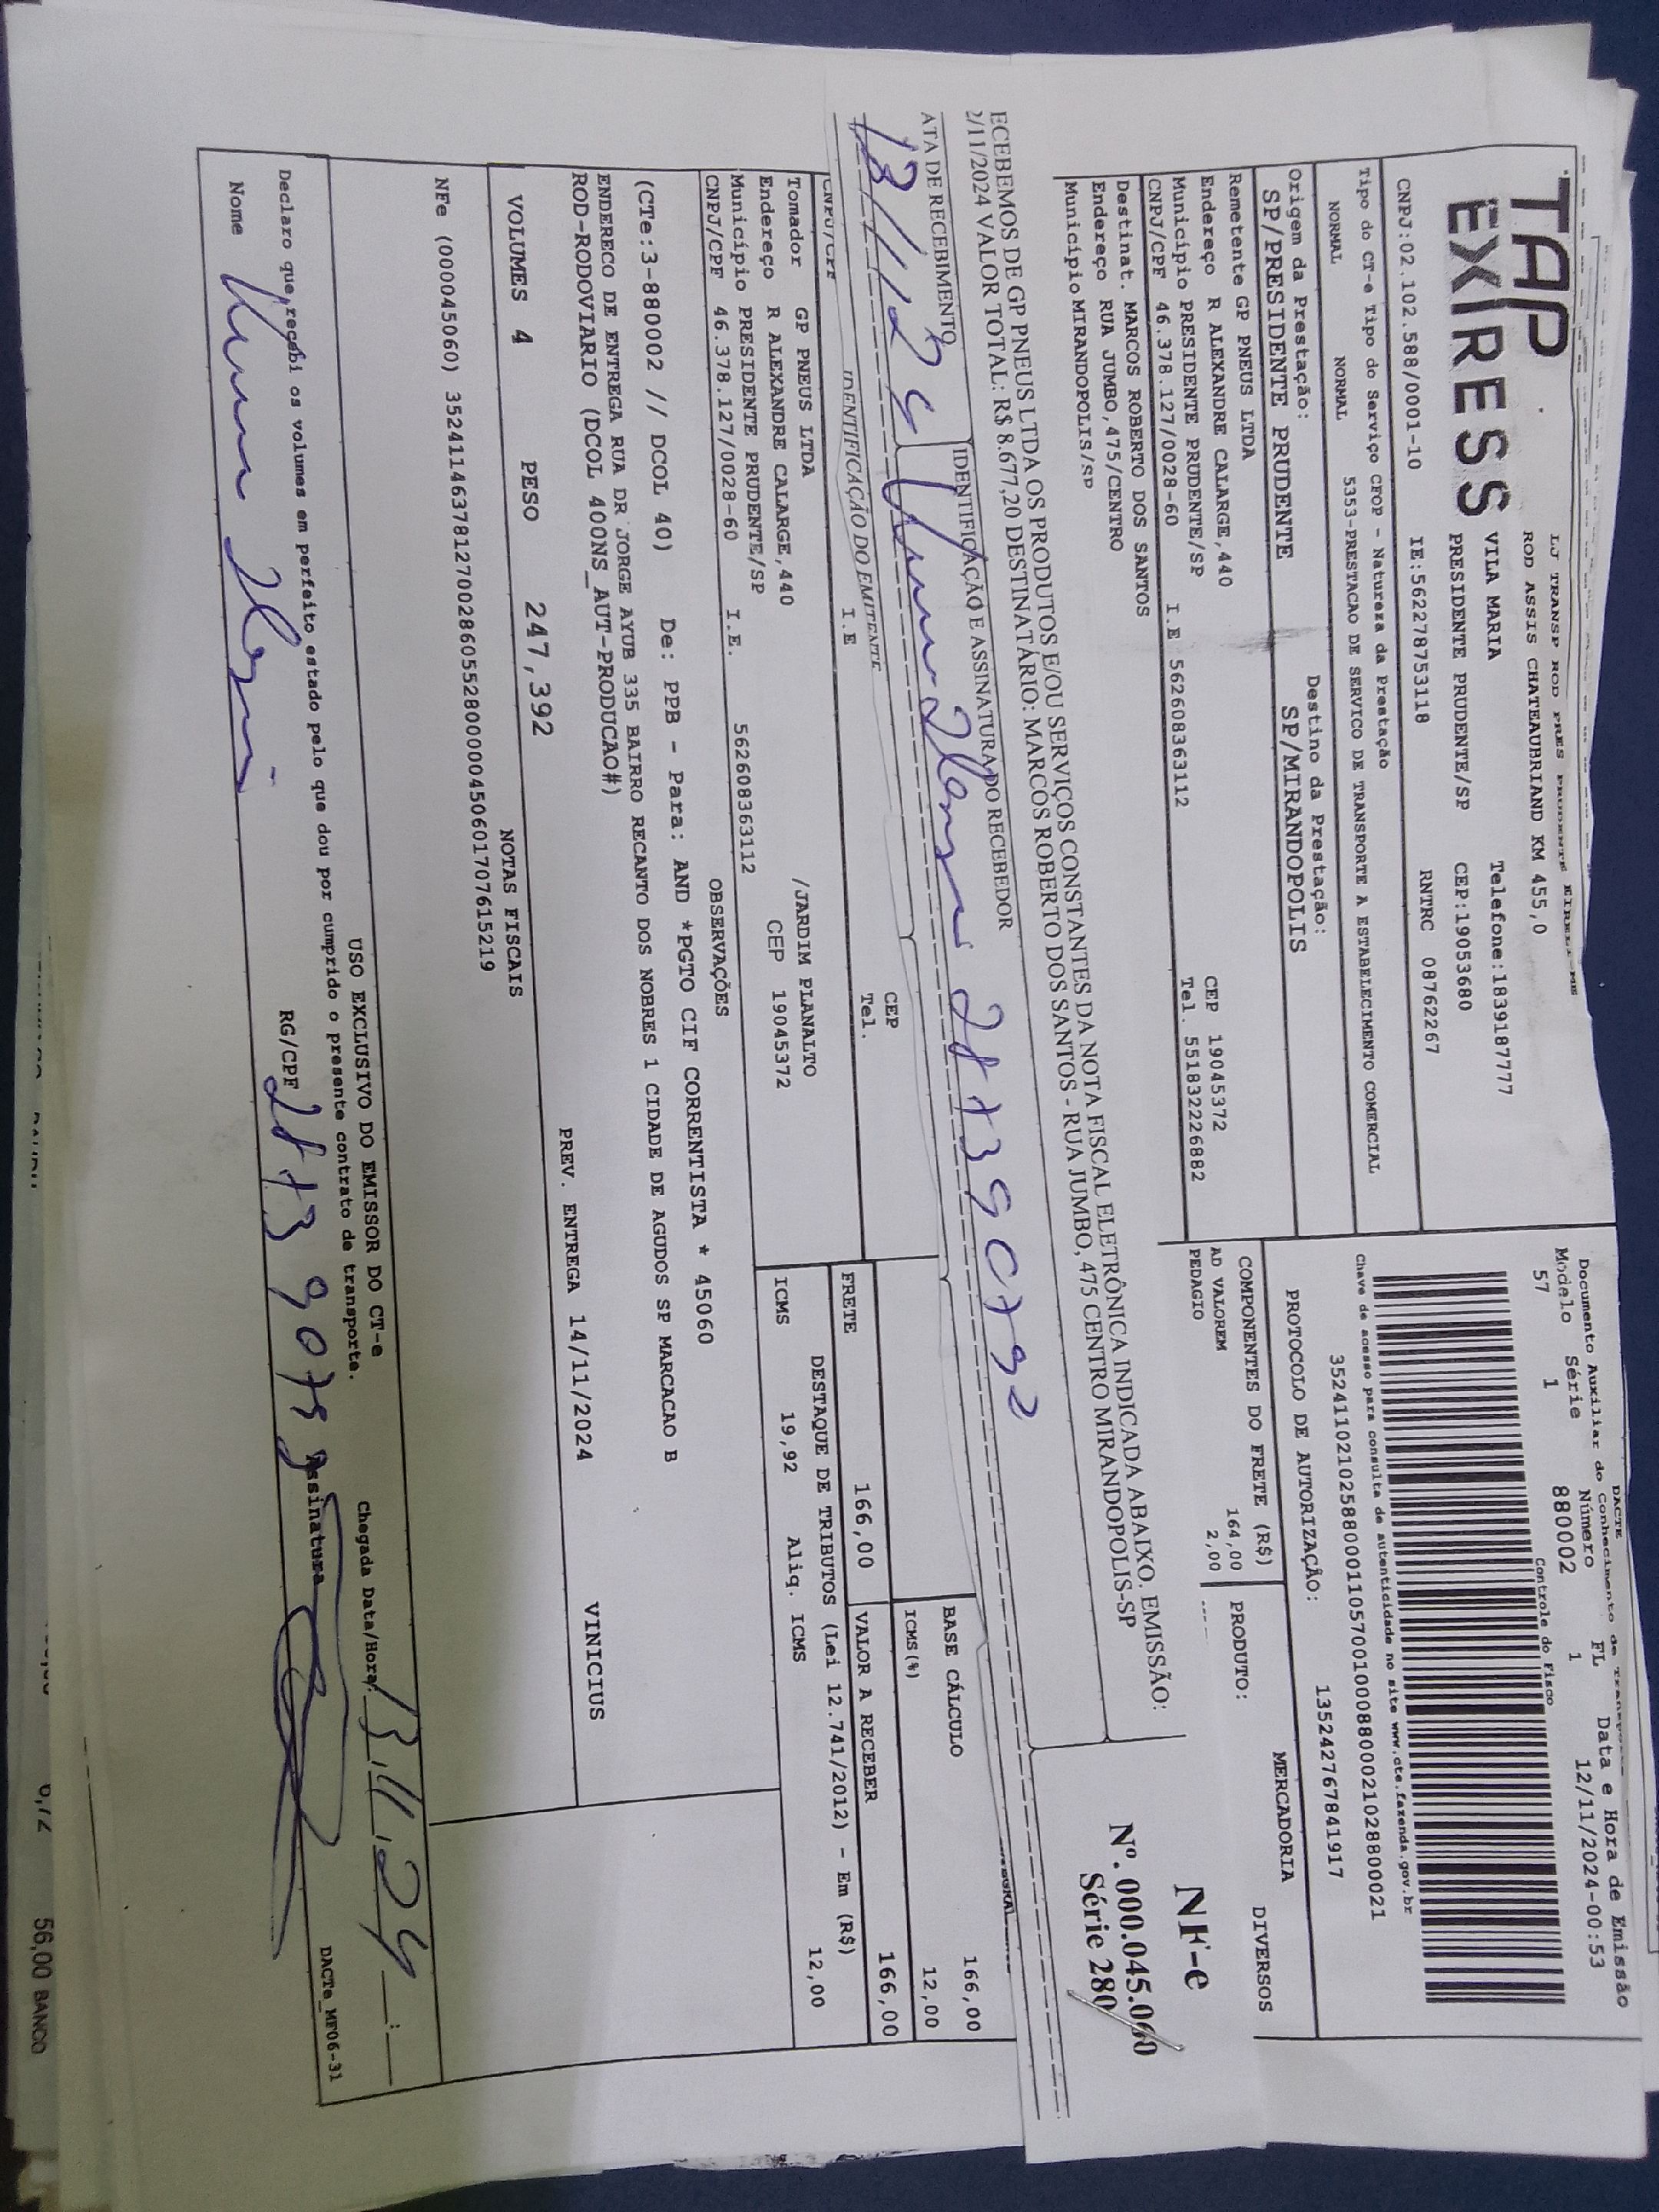 TAP
EXPRESS
LJ TRANSP ROD PRES PRUDENTE EIRELI-ME
ROD ASSIS CHATEAUBRIAND KM 455,0
VILA MARIA Telefone:1839187777
PRESIDENTE PRUDENTE/SP CEP:19053680
CNPJ:02.102.588/0001-10 IE:562278753118 RNTRC 08762267
DACTE
Documento Auxiliar do Conhecimento de
Modelo Série Número FL Data e Hora de Emissão
57 1 880002 1 12/11/2024-00:53
Controle do Fisco
Chave de acesso para consulta de autenticidade no site www.cte.fazenda.gov.br
35241102102588000110570010008800021028800021
Tipo do CT-e Tipo do Serviço CFOP - Natureza da Prestação
NORMAL NORMAL 5353-PRESTACAO DE SERVICO DE TRANSPORTE A ESTABELECIMENTO COMERCIAL
PROTOCOLO DE AUTORIZAÇÃO: 135242767841917
Origem da Prestação: Destino da Prestação:
SP/PRESIDENTE PRUDENTE SP/MIRANDOPOLIS
MERCADORIA
COMPONENTES DO FRETE (R$) PRODUTO: DIVERSOS
AD VALOREM 164,00
PEDAGIO 2,00
Remetente GP PNEUS LTDA
Endereço R ALEXANDRE CALARGE,440 CEP 19045372
Município PRESIDENTE PRUDENTE/SP Tel. 5518322226882
CNPJ/CPF 46.378.127/0028-60 I.E 562608363112
Destinat. MARCOS ROBERTO DOS SANTOS
Endereço RUA JUMBO,475/CENTRO
Município MIRANDOPOLIS/SP
ECEBEMOS DE GP PNEUS LTDA OS PRODUTOS E/OU SERVIÇOS CONSTANTES DA NOTA FISCAL ELETRÔNICA INDICADA ABAIXO. EMISSÃO:
2/11/2024 VALOR TOTAL: R$ 8.677,20 DESTINATÁRIO: MARCOS ROBERTO DOS SANTOS - RUA JUMBO, 475 CENTRO MIRANDOPOLIS-SP
NF-e
Nº. 000.045.060
Série 280
ATA DE RECEBIMENTO IDENTIFICAÇÃO E ASSINATURA DO RECEBEDOR
13/11/24
IDENTIFICAÇÃO DO EMITENTE
CNPJ/CPF I.E
CEP
Tel.
BASE CÁLCULO 166,00
ICMS(%) 12,00
FRETE 166,00 VALOR A RECEBER 166,00
DESTAQUE DE TRIBUTOS (Lei 12.741/2012) - Em (R$)
ICMS 19,92 Aliq. ICMS 12,00
Tomador GP PNEUS LTDA
Endereço R ALEXANDRE CALARGE,440 /JARDIM PLANALTO
Município PRESIDENTE PRUDENTE/SP CEP 19045372
CNPJ/CPF 46.378.127/0028-60 I.E. 562608363112
OBSERVAÇÕES
(CTe:3-880002 // DCOL 40) De: PPB - Para: AND *PGTO CIF CORRENTISTA * 45060
ENDERECO DE ENTREGA RUA DR JORGE AYUB 335 BAIRRO RECANTO DOS NOBRES 1 CIDADE DE AGUDOS SP MARCACAO B
ROD-RODOVIARIO (DCOL 400NS_AUT-PRODUCAO#)
VOLUMES 4 PESO 247,392 PREV. ENTREGA 14/11/2024 VINICIUS
NOTAS FISCAIS
NFe (000045060) 35241146378127002860552800000450601707615219
USO EXCLUSIVO DO EMISSOR DO CT-e
Declaro que recebi os volumes em perfeito estado pelo que dou por cumprido o presente contrato de transporte.
Chegada Data/Hora: 13.11.24
Nome RG/CPF Assinatura
DACTe_MF06-31
56,00 BANCO